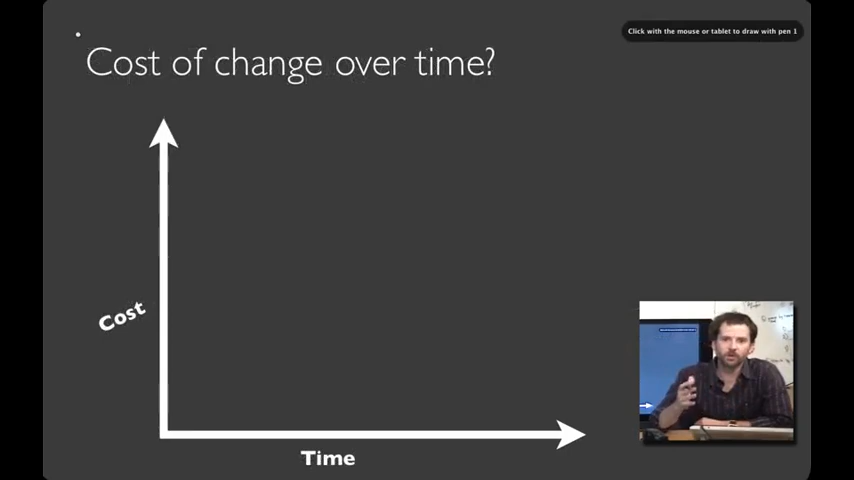 Click with the mouse or tablet to draw with pen 1
Cost of change over time?
Cost
Time